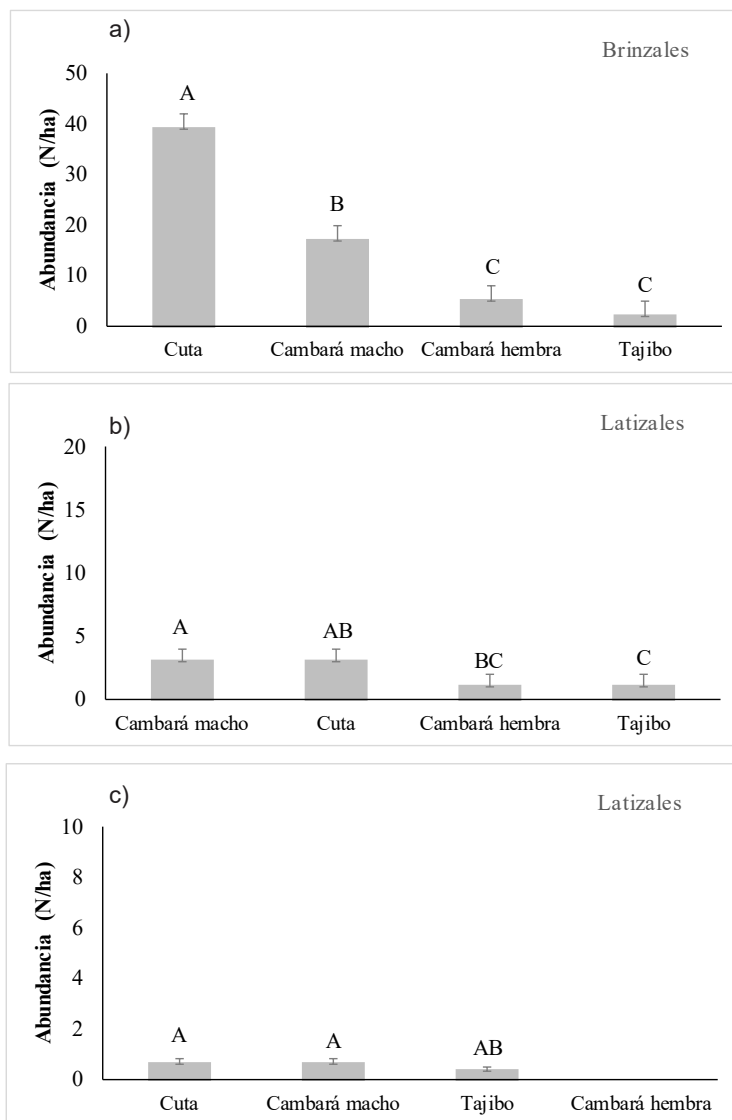 a)
Brinzales
Abundancia (N/ha)
50
40
30
20
10
0
A
B
C
C
Cuta Cambará macho Cambará hembra Tajibo
b)
Latizales
Abundancia (N/ha)
20
15
10
5
0
A
AB
BC
C
Cambará macho Cuta Cambará hembra Tajibo
c)
Latizales
Abundancia (N/ha)
10
8
6
4
2
0
A
A
AB
Cuta Cambará macho Tajibo Cambará hembra